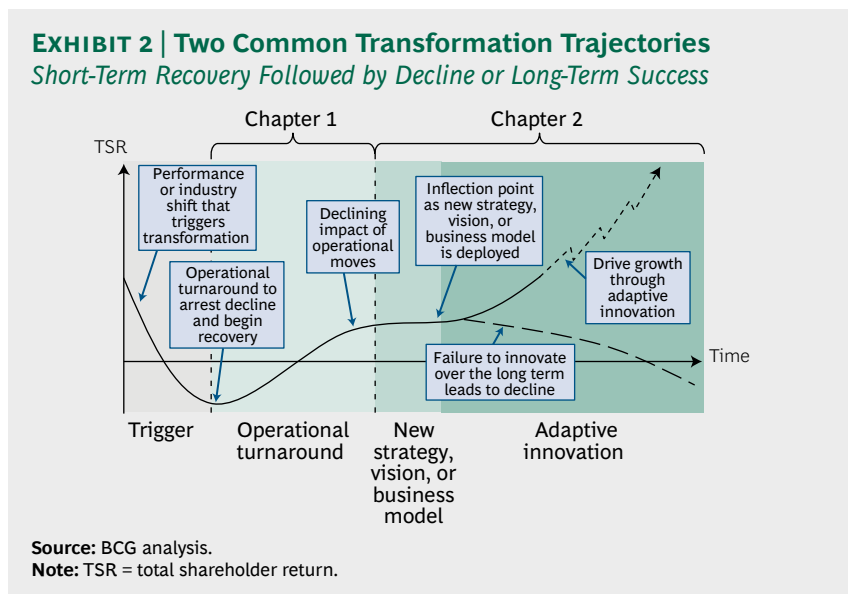 EXHIBIT 2 | Two Common Transformation Trajectories
Short-Term Recovery Followed by Decline or Long-Term Success
Chapter 1
Chapter 2
TSR
Performance
or industry
shift that
triggers
transformation
Operational
turnaround to
arrest decline
and begin
recovery
Declining
impact of
operational
moves
Inflection point
as new strategy,
vision, or
business model
is deployed
Drive growth
through
adaptive
innovation
Failure to innovate
over the long term
leads to decline
Time
Trigger
Operational
turnaround
New
strategy,
vision, or
business
model
Adaptive
innovation
Source: BCG analysis.
Note: TSR = total shareholder return.